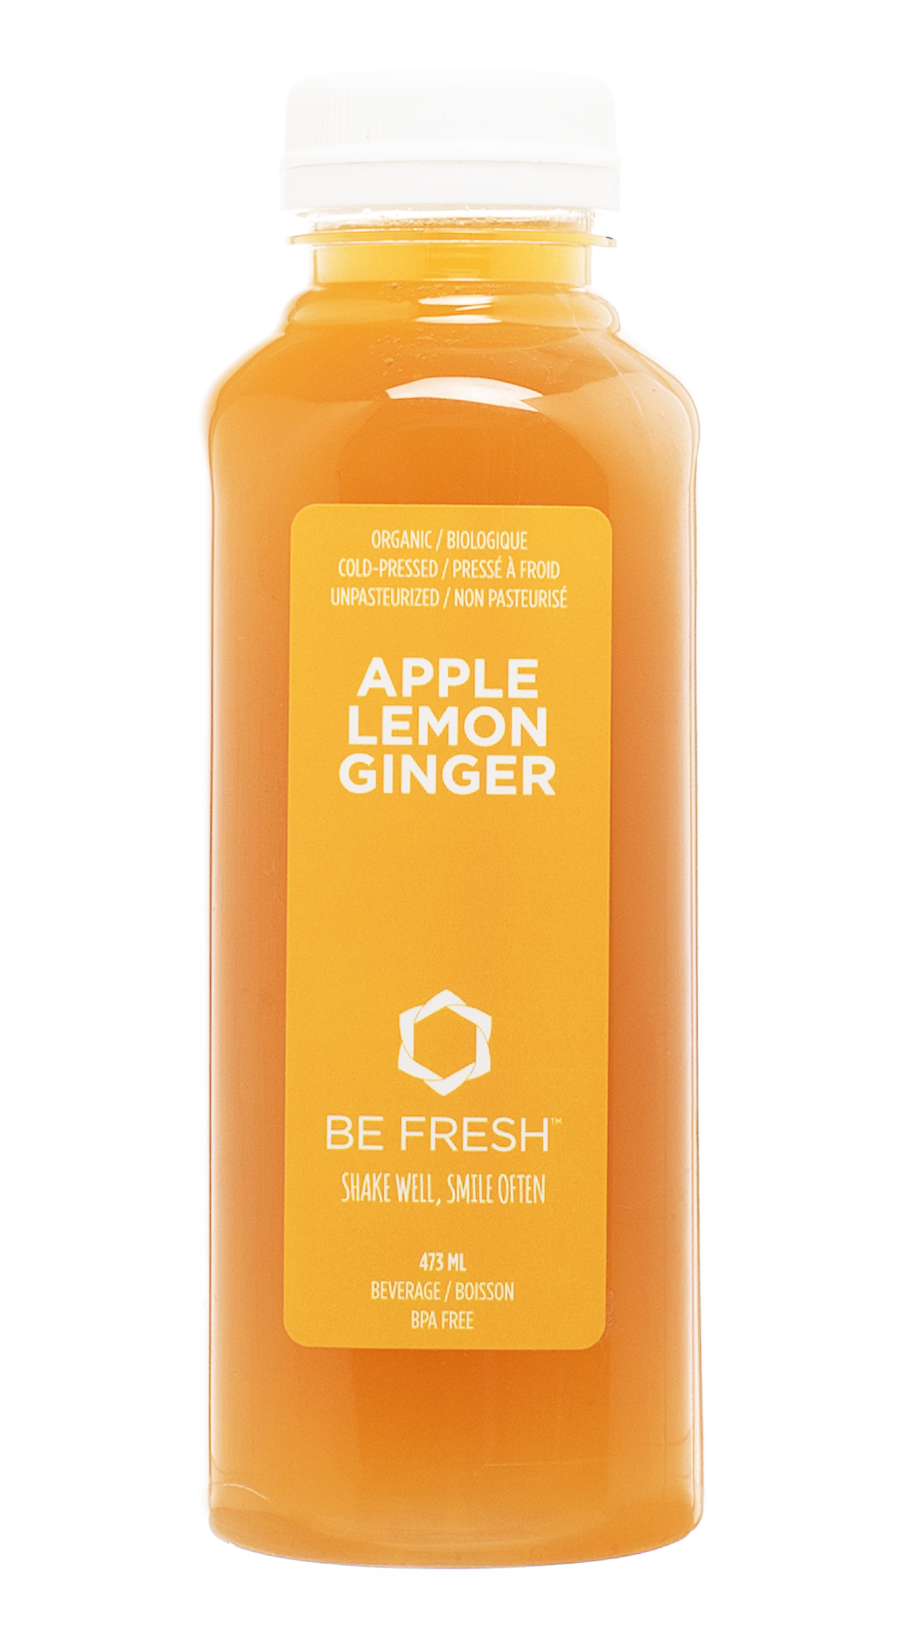 ORGANIC / BIOLOGIQUE
COLD-PRESSED / PRESSÉ À FROID
UNPASTEURIZED / NON PASTEURISÉ
APPLE
LEMON
GINGER
BE FRESH™
SHAKE WELL, SMILE OFTEN
473 ML
BEVERAGE / BOISSON
BPA FREE